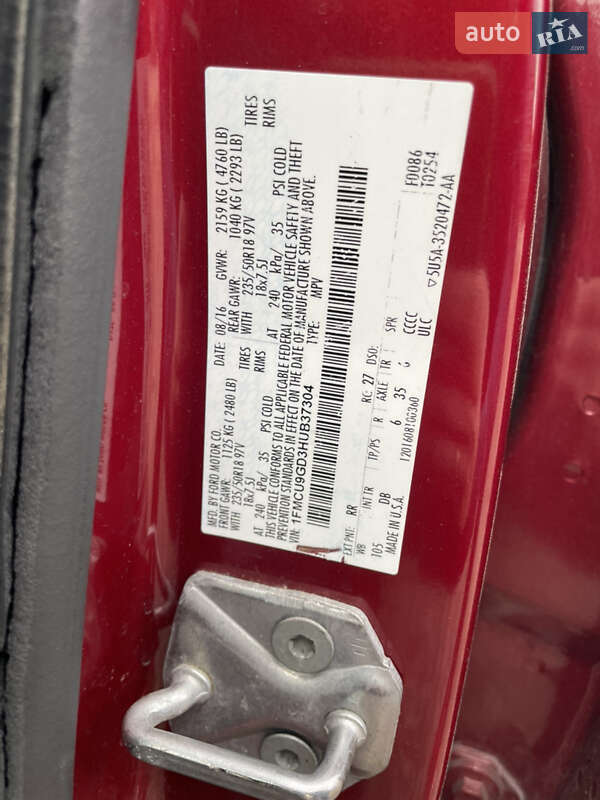 auto RIA.com
MFD. BY FORD MOTOR CO.
DATE: 08/16
GVWR: 2159 KG ( 4760 LB)
FRONT GAWR: 1125 KG ( 2480 LB)
REAR GAWR: 1040 KG ( 2293 LB)
WITH 235/50R18 97V TIRES
WITH 235/50R18 97V TIRES
18x7.5J RIMS
18x7.5J RIMS
AT 240 kPa/ 35 PSI COLD
AT 240 kPa/ 35 PSI COLD
THIS VEHICLE CONFORMS TO ALL APPLICABLE FEDERAL MOTOR VEHICLE SAFETY AND THEFT
PREVENTION STANDARDS IN EFFECT ON THE DATE OF MANUFACTURE SHOWN ABOVE.
VIN: 1FMCU9GD3HUB37304
TYPE: MPV
EXT PNT: RR RC: 27 DSO:
F0086
T0254
WB INT TR TP/PS R AXLE TR SPR
105 DB 6 35 6 CCCC
ULC
MADE IN U.S.A. ▽5U5A-3520472-AA